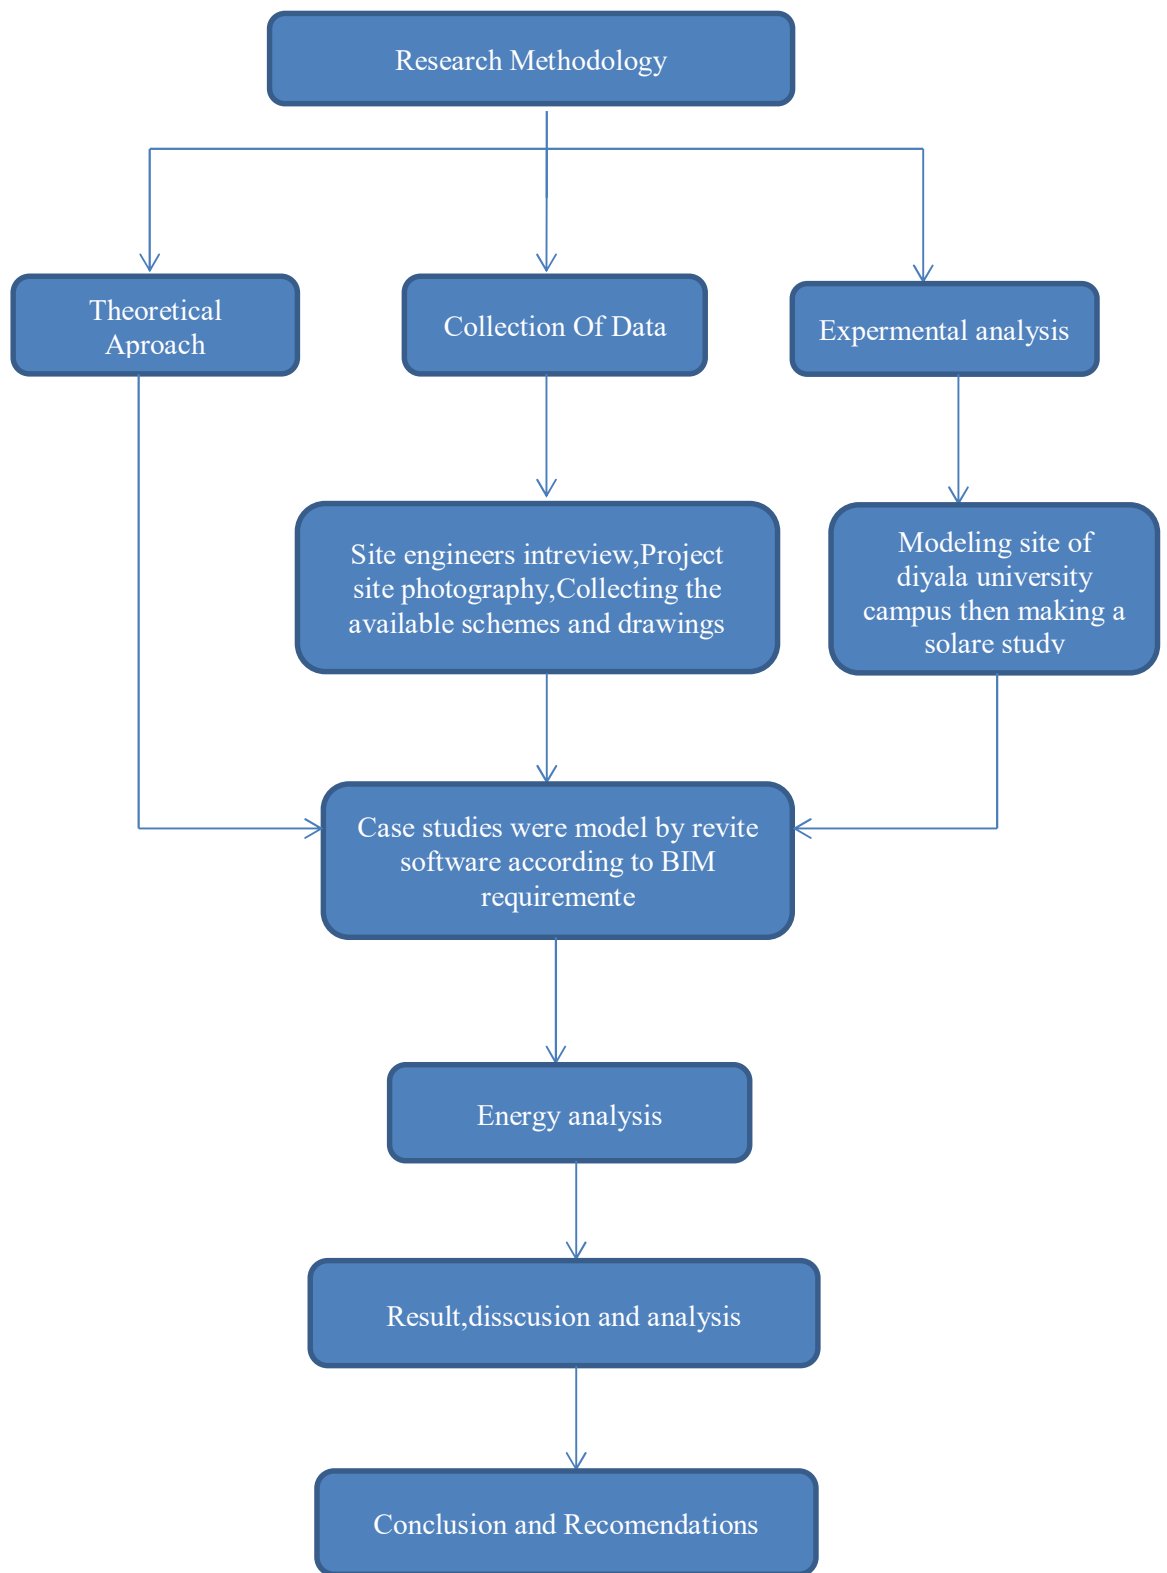 Research Methodology
Theoretical
Aproach
Collection Of Data
Expermental analysis
Site engineers intreview,Project
site photography,Collecting the
available schemes and drawings
Modeling site of
diyala university
campus then making a
solare study
Case studies were model by revite
software according to BIM
requiremente
Energy analysis
Result,disscusion and analysis
Conclusion and Recomendations